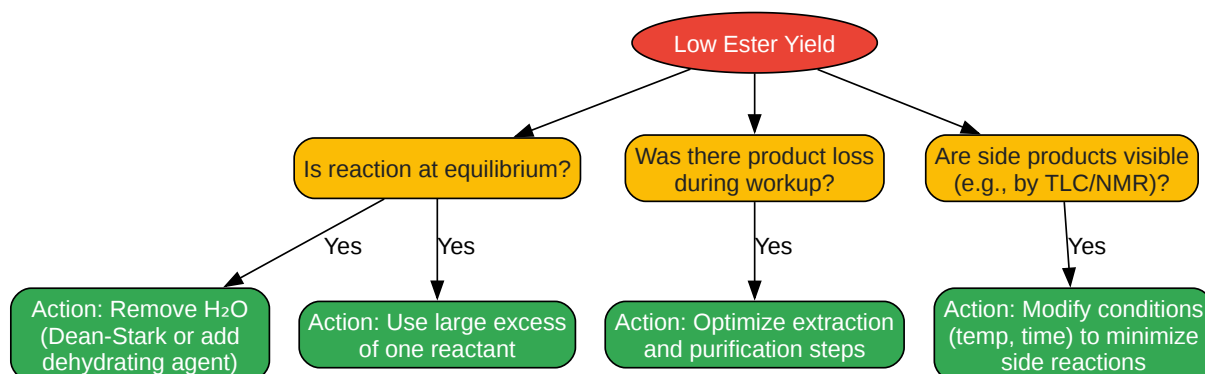 Low Ester Yield
Is reaction at equilibrium?
Was there product loss
during workup?
Are side products visible
(e.g., by TLC/NMR)?
Yes
Yes
Yes
Yes
Action: Remove H₂O
(Dean-Stark or add
dehydrating agent)
Action: Use large excess
of one reactant
Action: Optimize extraction
and purification steps
Action: Modify conditions
(temp, time) to minimize
side reactions